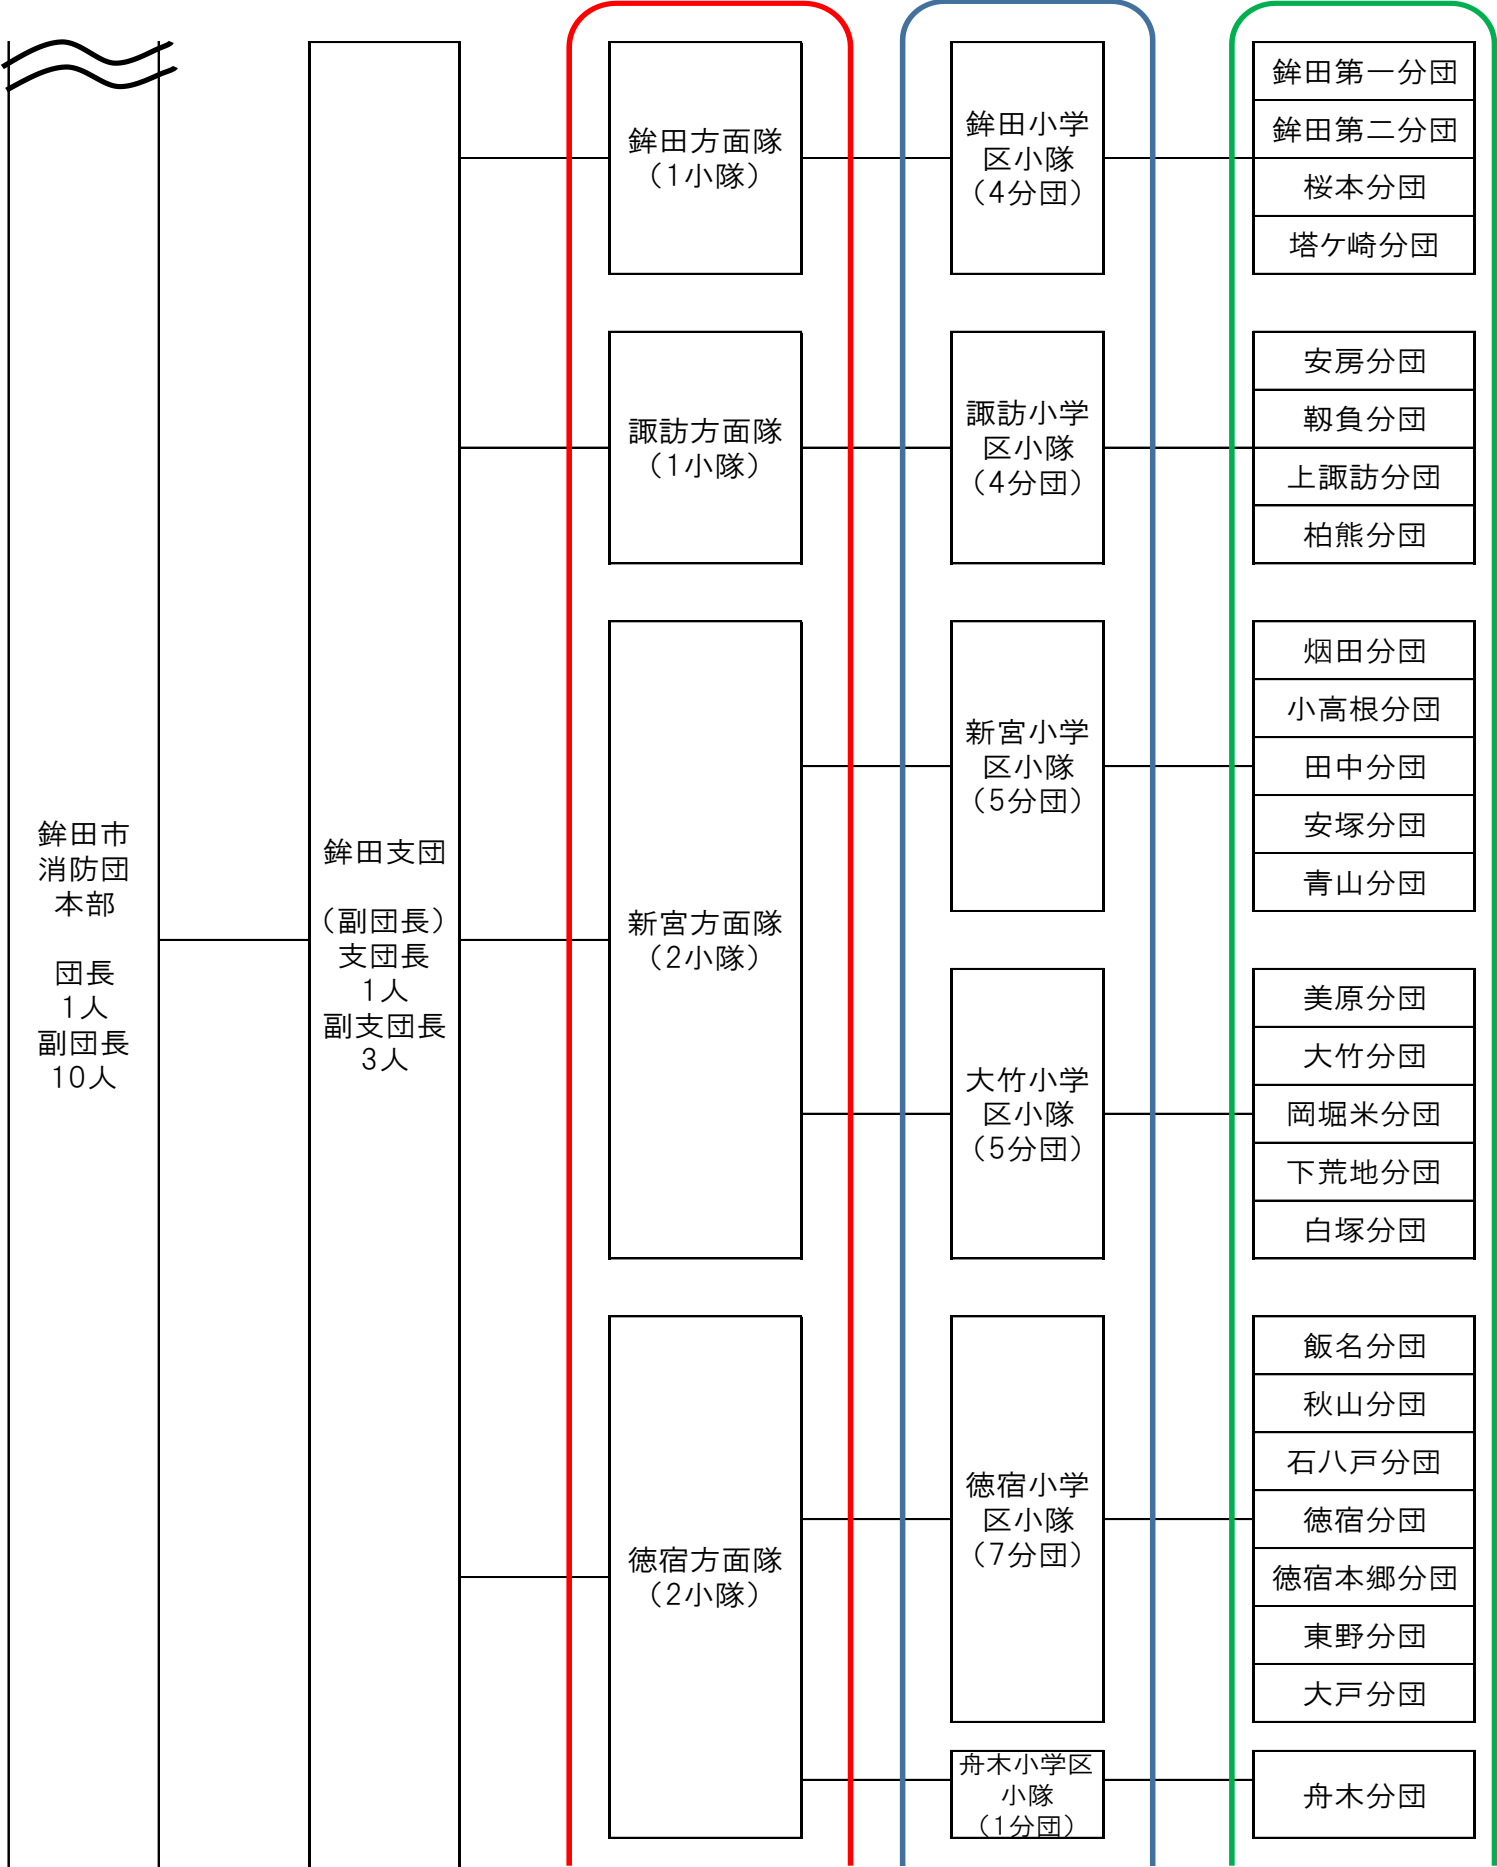 鉾田市
消防団
本部
団長
1人
副団長
10人
鉾田支団
（副団長）
支団長
1人
副支団長
3人
鉾田方面隊
（1小隊）
鉾田小学
区小隊
（4分団）
鉾田第一分団
鉾田第二分団
桜本分団
塔ケ崎分団
諏訪方面隊
（1小隊）
諏訪小学
区小隊
（4分団）
安房分団
靱負分団
上諏訪分団
柏熊分団
新宮方面隊
（2小隊）
新宮小学
区小隊
（5分団）
烟田分団
小高根分団
田中分団
安塚分団
青山分団
大竹小学
区小隊
（5分団）
美原分団
大竹分団
岡堀米分団
下荒地分団
白塚分団
徳宿方面隊
（2小隊）
徳宿小学
区小隊
（7分団）
飯名分団
秋山分団
石八戸分団
徳宿分団
徳宿本郷分団
東野分団
大戸分団
舟木小学区
小隊
（1分団）
舟木分団